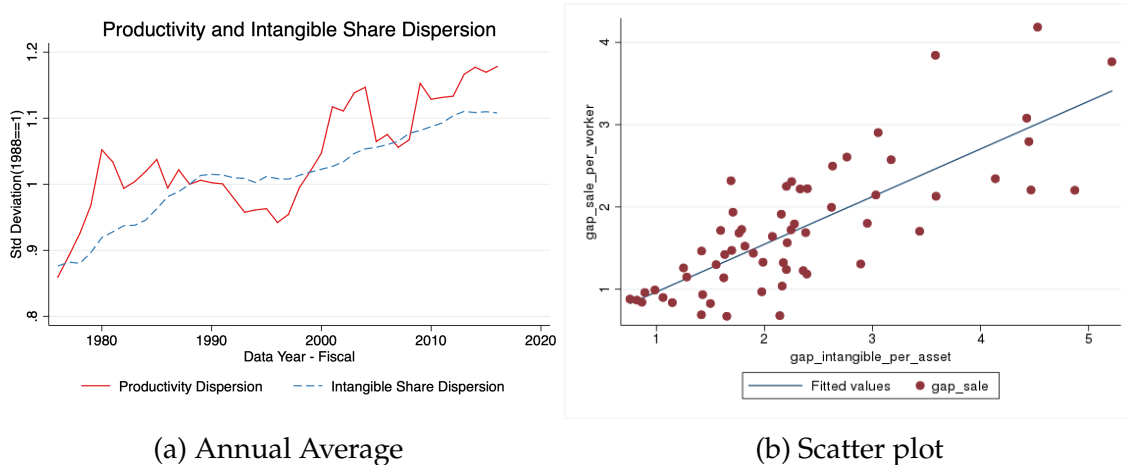 Productivity and Intangible Share Dispersion
Std Deviation(1988==1)
1.2
1.1
1
.9
.8
1980 1990 2000 2010 2020
Data Year - Fiscal
Productivity Dispersion Intangible Share Dispersion
(a) Annual Average
gap_sale_per_worker
4
3
2
1
1 2 3 4 5
gap_intangible_per_asset
Fitted values gap_sale
(b) Scatter plot